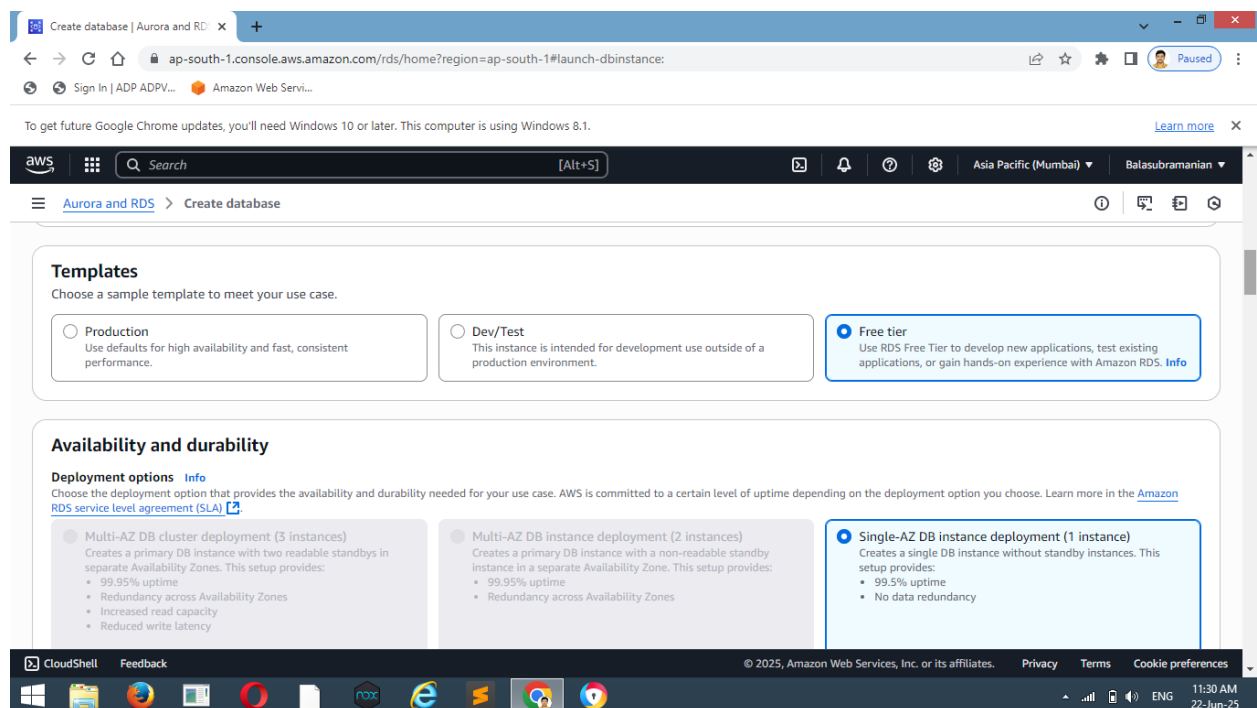 Create database | Aurora and RD
ap-south-1.console.aws.amazon.com/rds/home?region=ap-south-1#launch-dbinstance:
Paused
Sign In | ADP ADPV...
Amazon Web Servi...
To get future Google Chrome updates, you'll need Windows 10 or later. This computer is using Windows 8.1.
Learn more
aws
Search
[Alt+S]
Asia Pacific (Mumbai)
Balasubramanian
Aurora and RDS > Create database
Templates
Choose a sample template to meet your use case.
Production
Use defaults for high availability and fast, consistent
performance.
Dev/Test
This instance is intended for development use outside of a
production environment.
Free tier
Use RDS Free Tier to develop new applications, test existing
applications, or gain hands-on experience with Amazon RDS. Info
Availability and durability
Deployment options Info
Choose the deployment option that provides the availability and durability needed for your use case. AWS is committed to a certain level of uptime depending on the deployment option you choose. Learn more in the Amazon
RDS service level agreement (SLA).
Multi-AZ DB cluster deployment (3 instances)
Creates a primary DB instance with two readable standbys in
separate Availability Zones. This setup provides:
• 99.95% uptime
• Redundancy across Availability Zones
• Increased read capacity
• Reduced write latency
Multi-AZ DB instance deployment (2 instances)
Creates a primary DB instance with a non-readable standby
instance in a separate Availability Zone. This setup provides:
• 99.95% uptime
• Redundancy across Availability Zones
Single-AZ DB instance deployment (1 instance)
Creates a single DB instance without standby instances. This
setup provides:
• 99.5% uptime
• No data redundancy
CloudShell
Feedback
© 2025, Amazon Web Services, Inc. or its affiliates.
Privacy
Terms
Cookie preferences
nox
ENG
11:30 AM
22-Jun-25